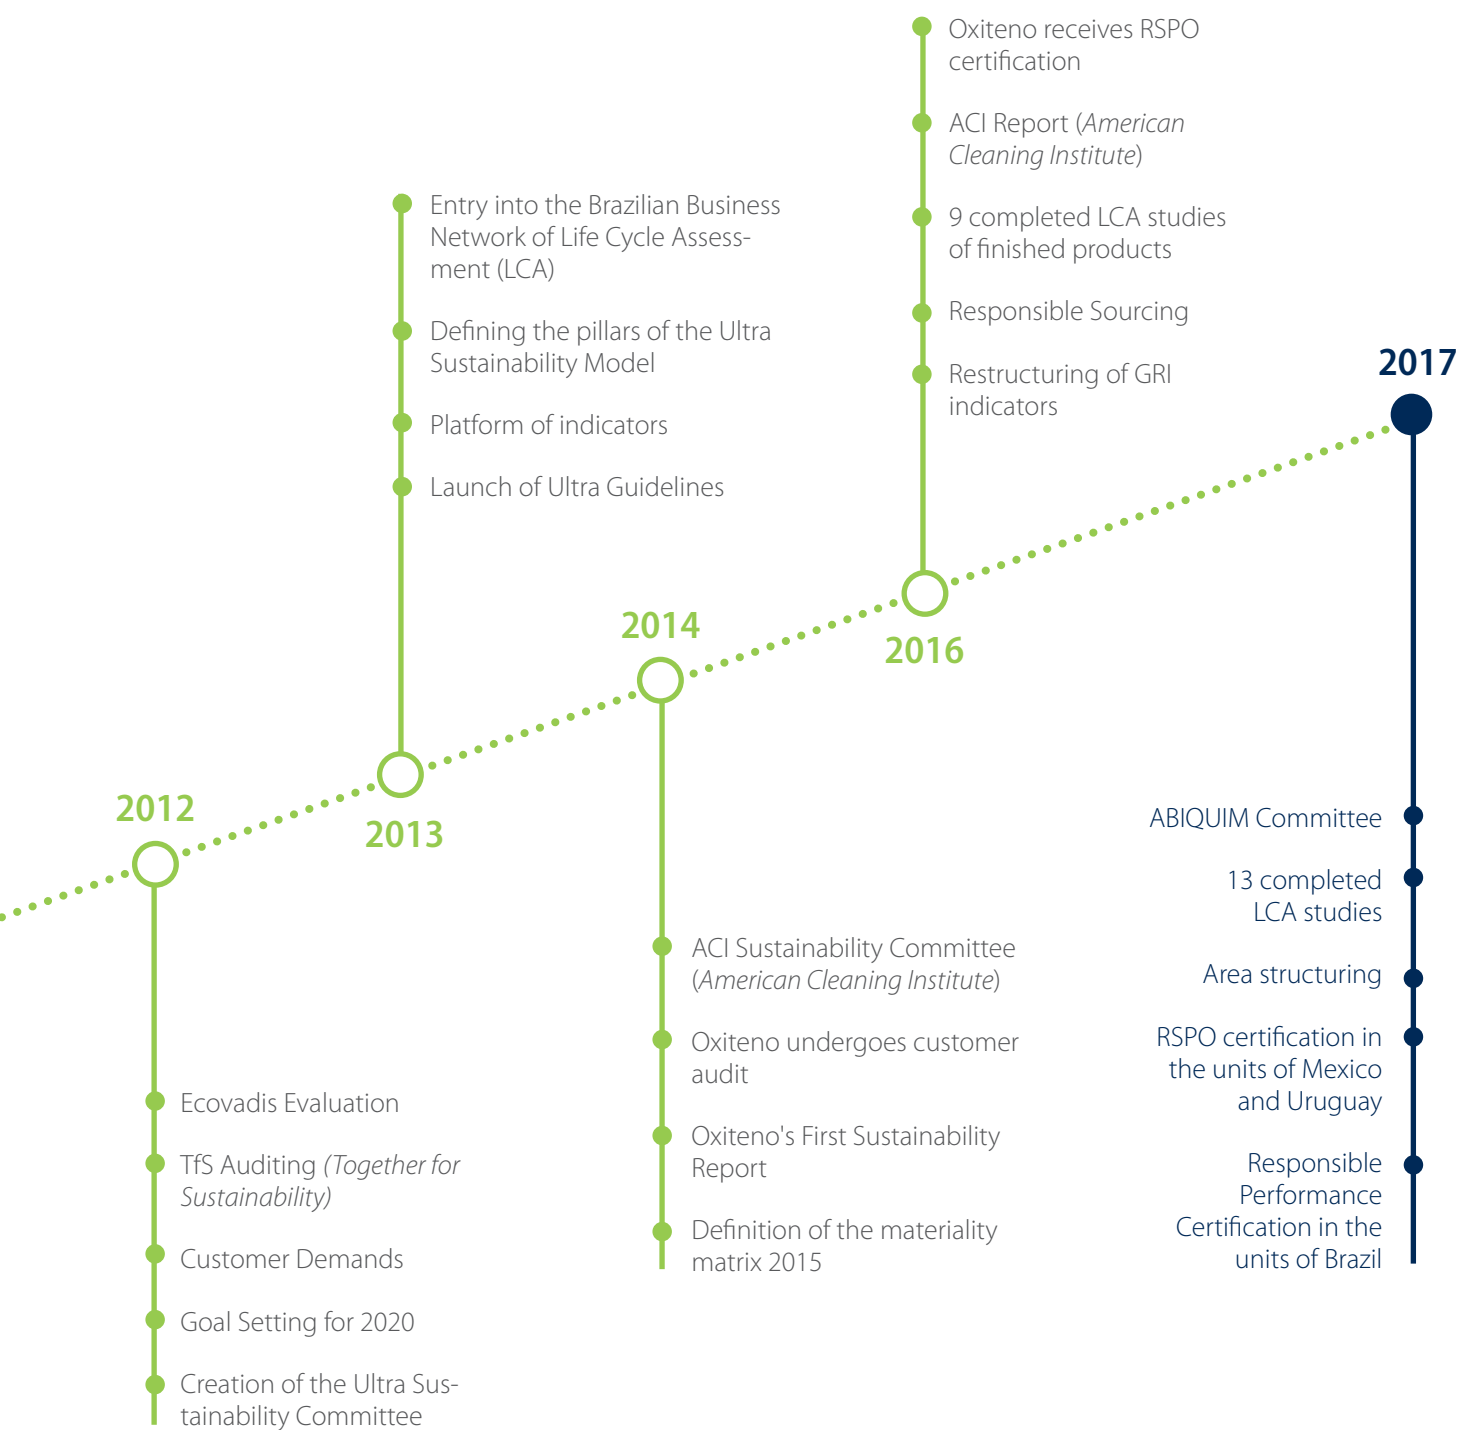 2012
Ecovadis Evaluation
TfS Auditing (Together for
Sustainability)
Customer Demands
Goal Setting for 2020
Creation of the Ultra Sus-
tainability Committee
Entry into the Brazilian Business
Network of Life Cycle Assess-
ment (LCA)
Defining the pillars of the Ultra
Sustainability Model
Platform of indicators
Launch of Ultra Guidelines
2013
2014
ACI Sustainability Committee
(American Cleaning Institute)
Oxiteno undergoes customer
audit
Oxiteno's First Sustainability
Report
Definition of the materiality
matrix 2015
Oxiteno receives RSPO
certification
ACI Report (American
Cleaning Institute)
9 completed LCA studies
of finished products
Responsible Sourcing
Restructuring of GRI
indicators
2016
2017
ABIQUIM Committee
13 completed
LCA studies
Area structuring
RSPO certification in
the units of Mexico
and Uruguay
Responsible
Performance
Certification in the
units of Brazil